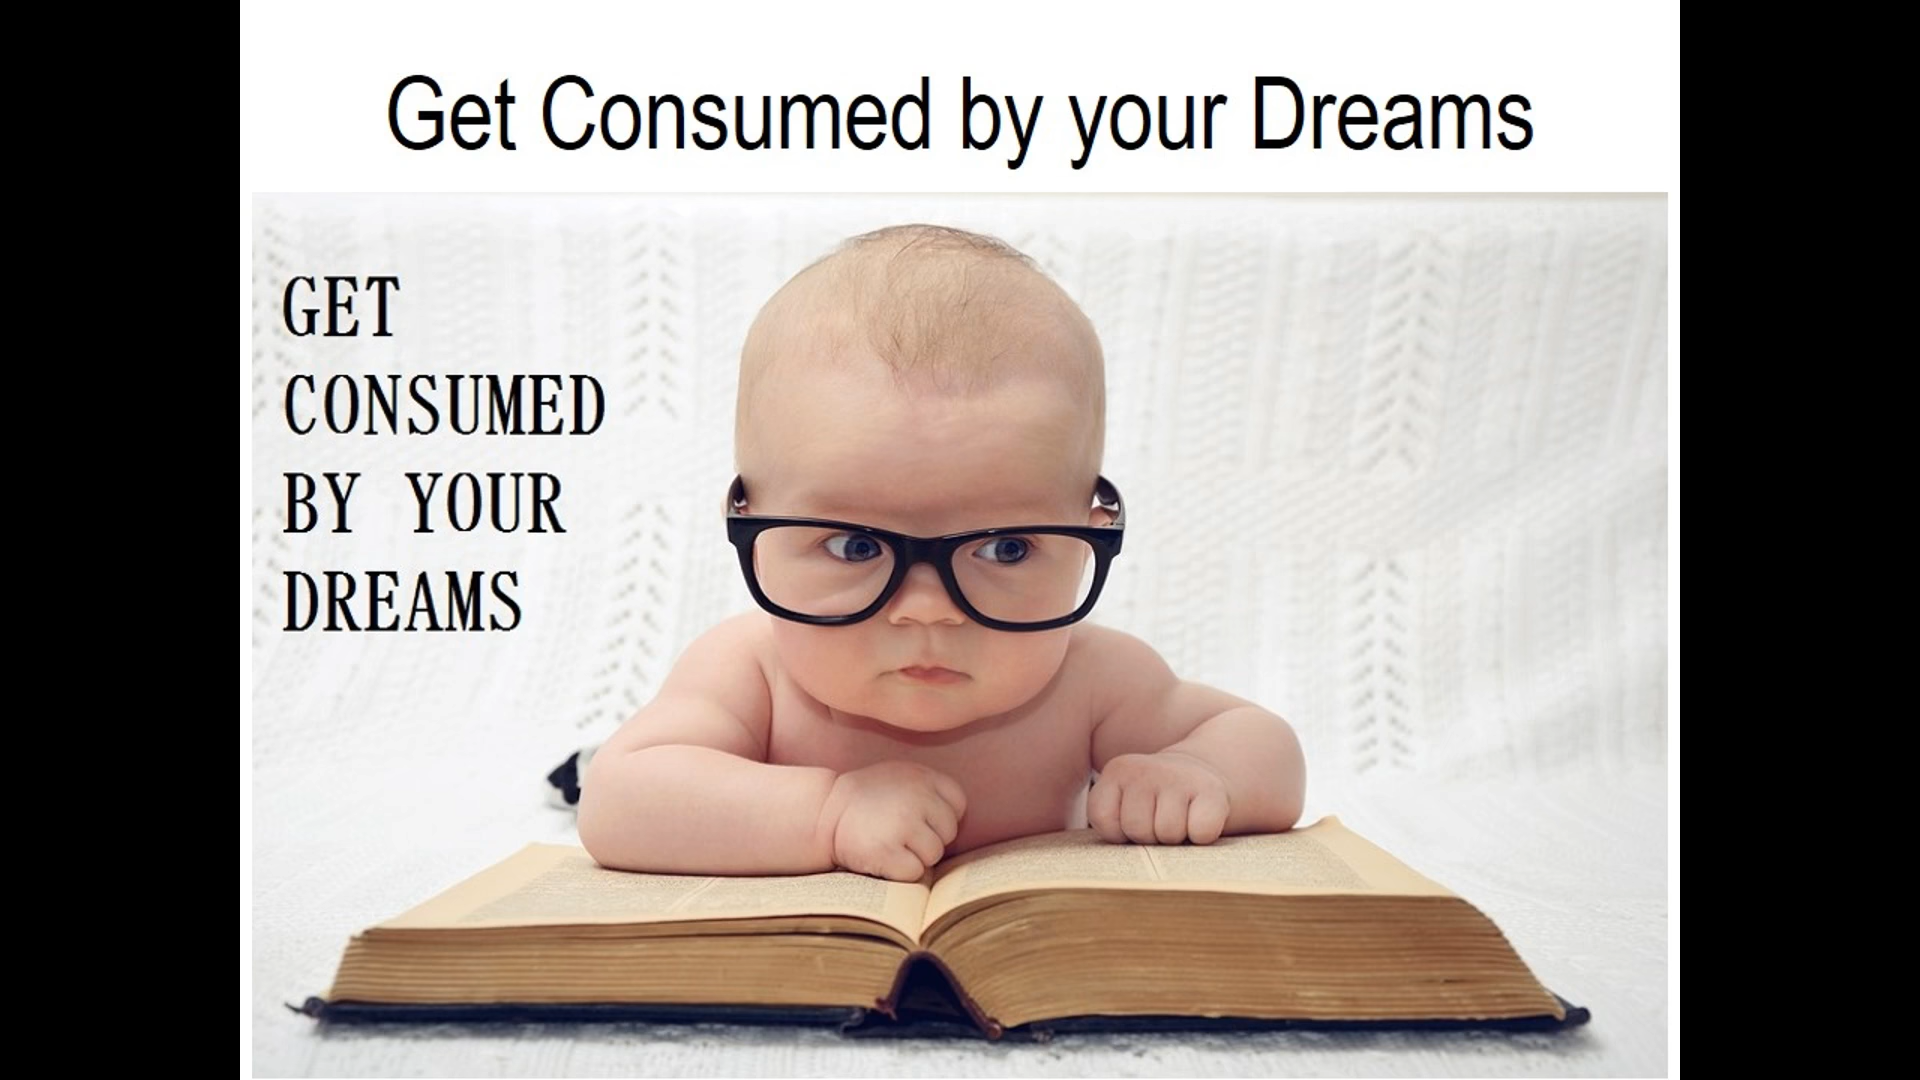 Get Consumed by your Dreams
GET
CONSUMED
BY YOUR
DREAMS